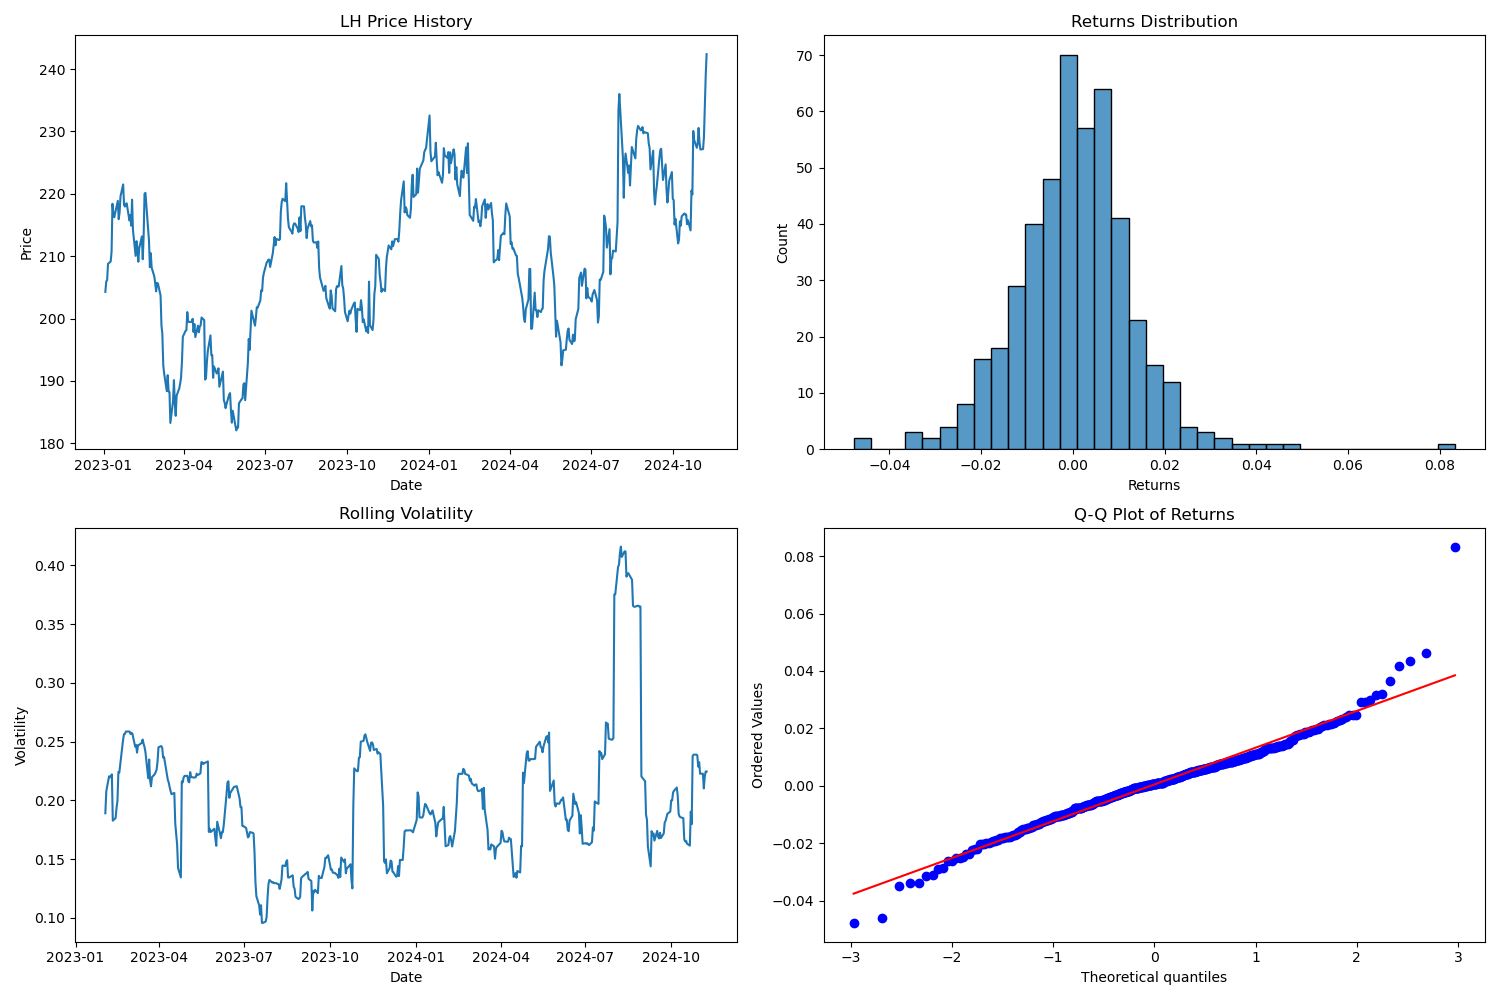 LH Price History
Price
240
230
220
210
200
190
180
2023-01 2023-04 2023-07 2023-10 2024-01 2024-04 2024-07 2024-10
Date
Returns Distribution
Count
70
60
50
40
30
20
10
0
−0.04 −0.02 0.00 0.02 0.04 0.06 0.08
Returns
Rolling Volatility
Volatility
0.40
0.35
0.30
0.25
0.20
0.15
0.10
2023-01 2023-04 2023-07 2023-10 2024-01 2024-04 2024-07 2024-10
Date
Q-Q Plot of Returns
Ordered Values
0.08
0.06
0.04
0.02
0.00
−0.02
−0.04
−3 −2 −1 0 1 2 3
Theoretical quantiles